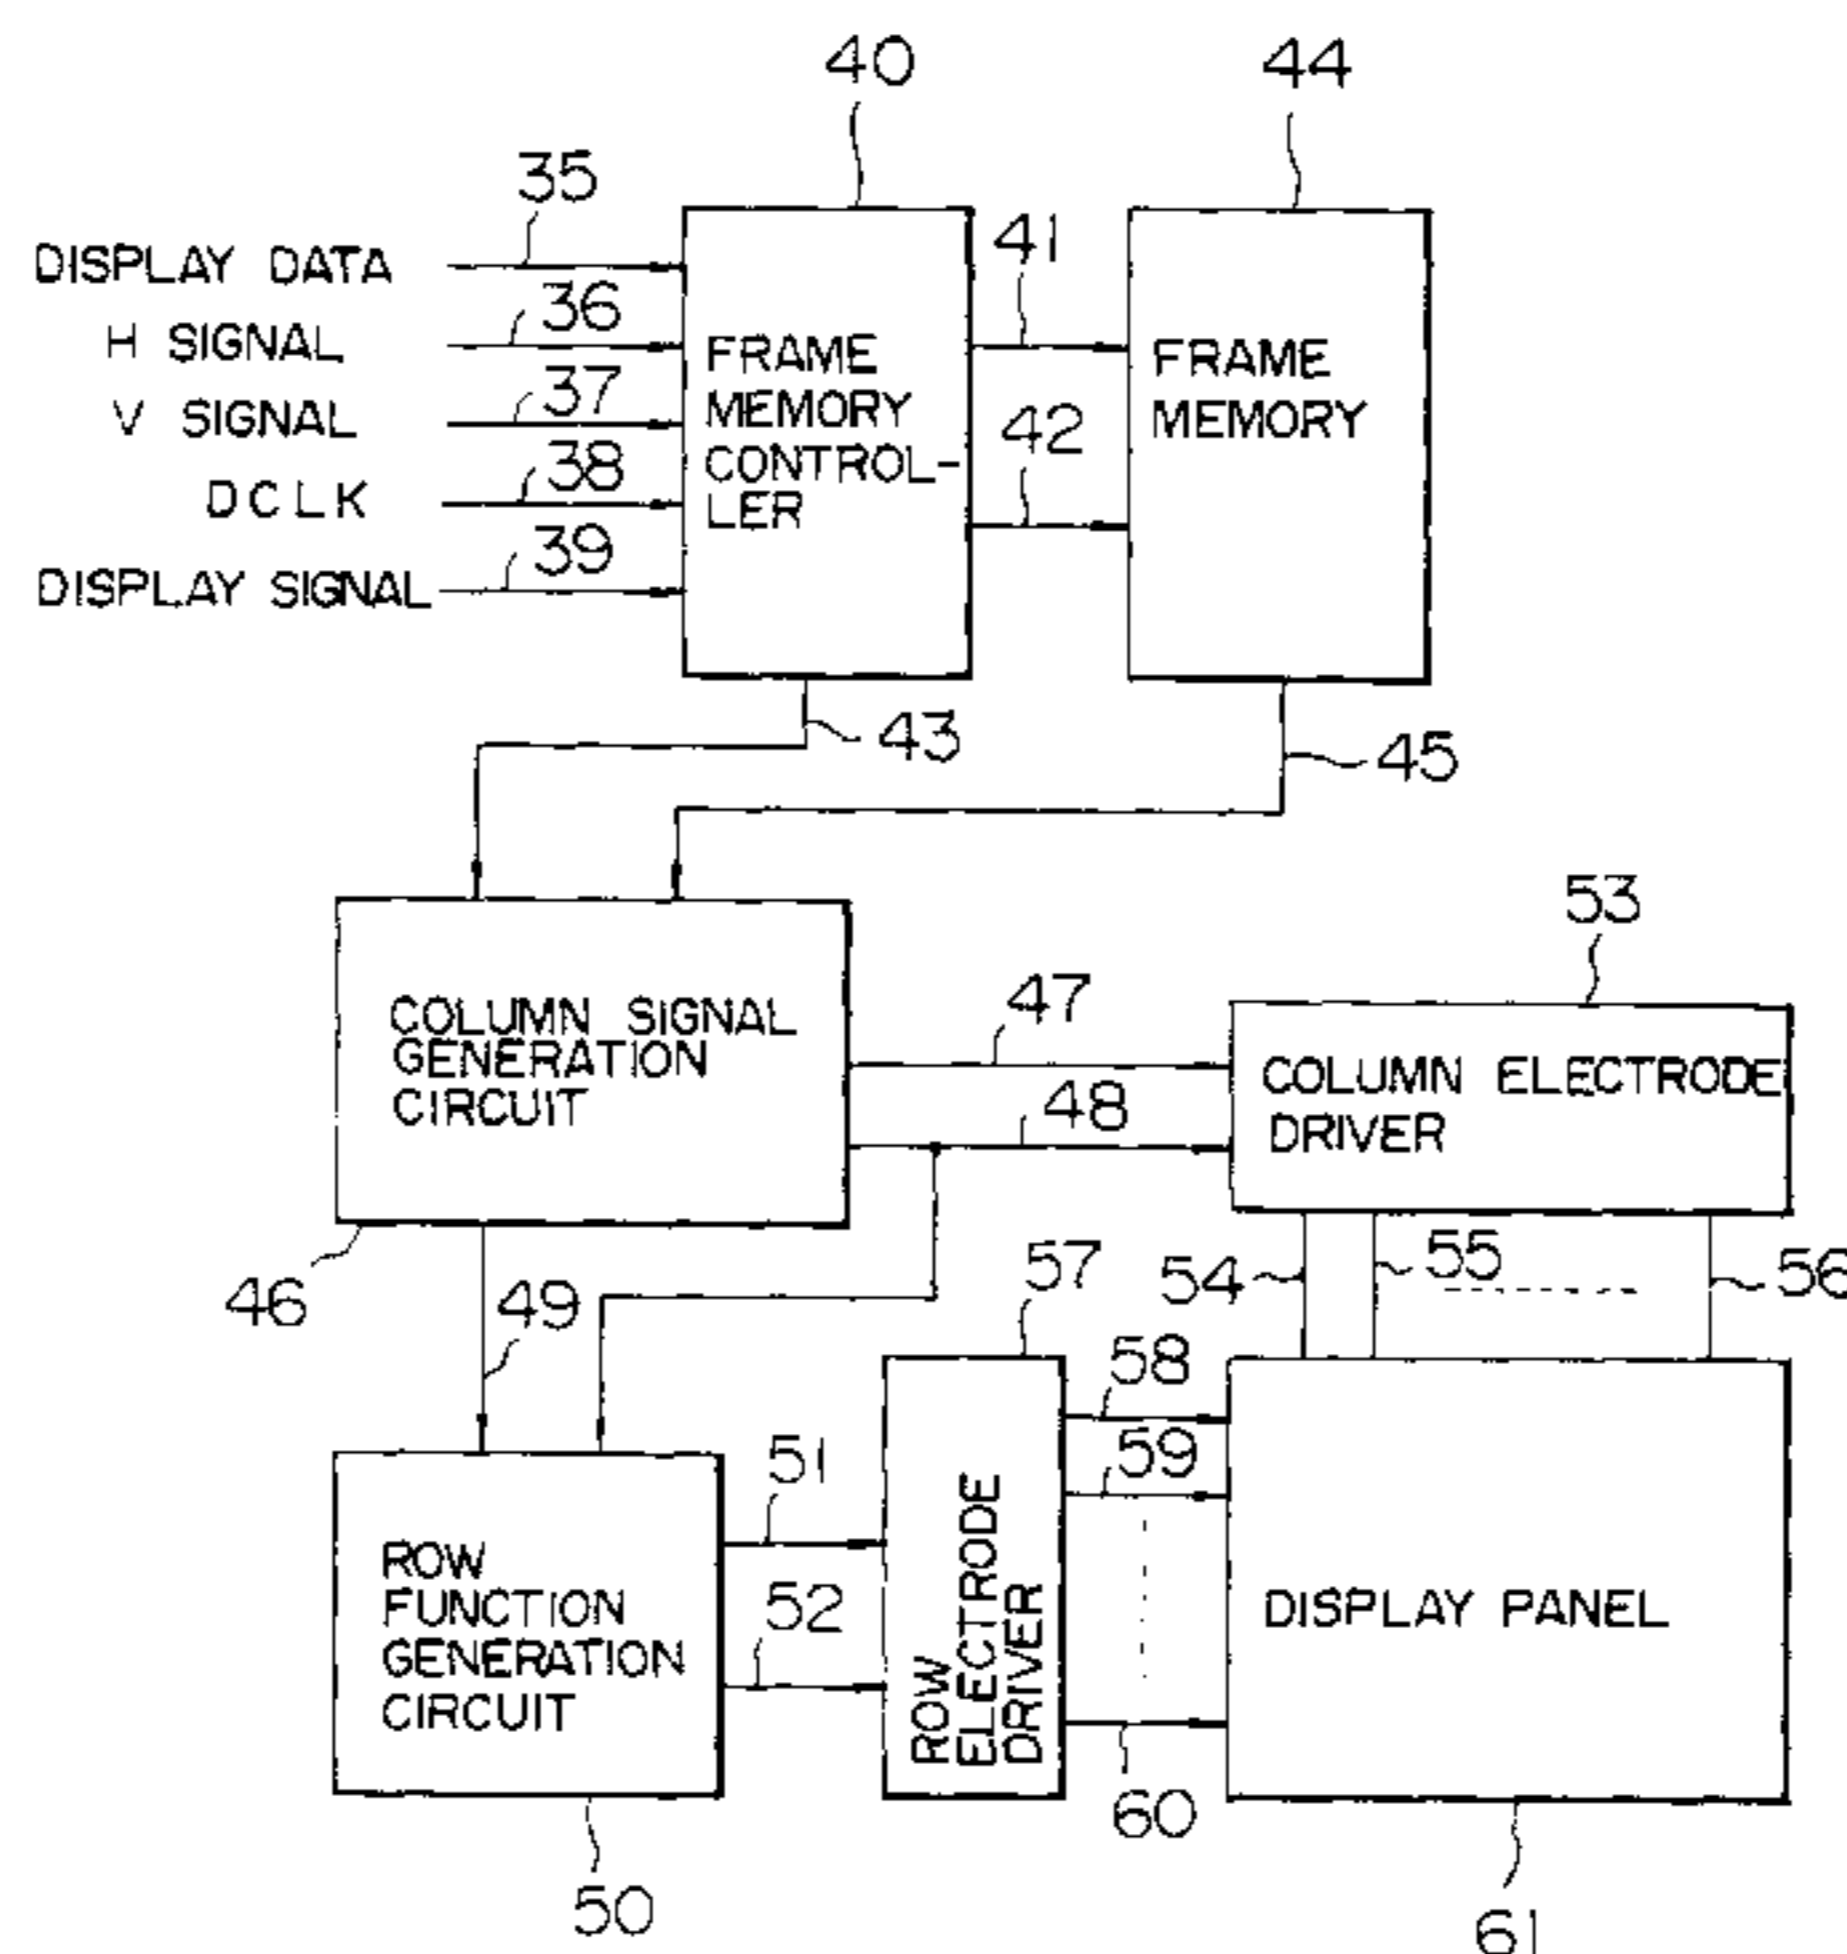 40
44
35
DISPLAY DATA
41
36
H SIGNAL
FRAME
MEMORY
CONTROL-
LER
FRAME
MEMORY
37
V SIGNAL
42
38
DCLK
39
DISPLAY SIGNAL
43
45
53
47
COLUMN SIGNAL
GENERATION
CIRCUIT
COLUMN ELECTRODE
DRIVER
48
46
49
57
54
55
56
58
51
59
ROW
FUNCTION
GENERATION
CIRCUIT
52
ROW
ELECTRODE
DRIVER
DISPLAY PANEL
60
50
61